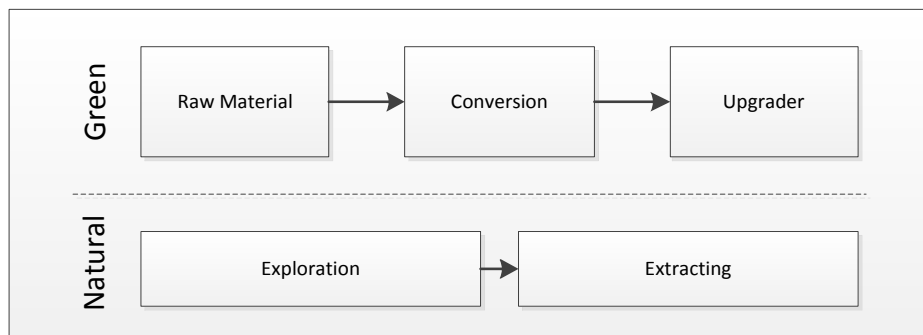 Green
Raw Material
Conversion
Upgrader
Natural
Exploration
Extracting